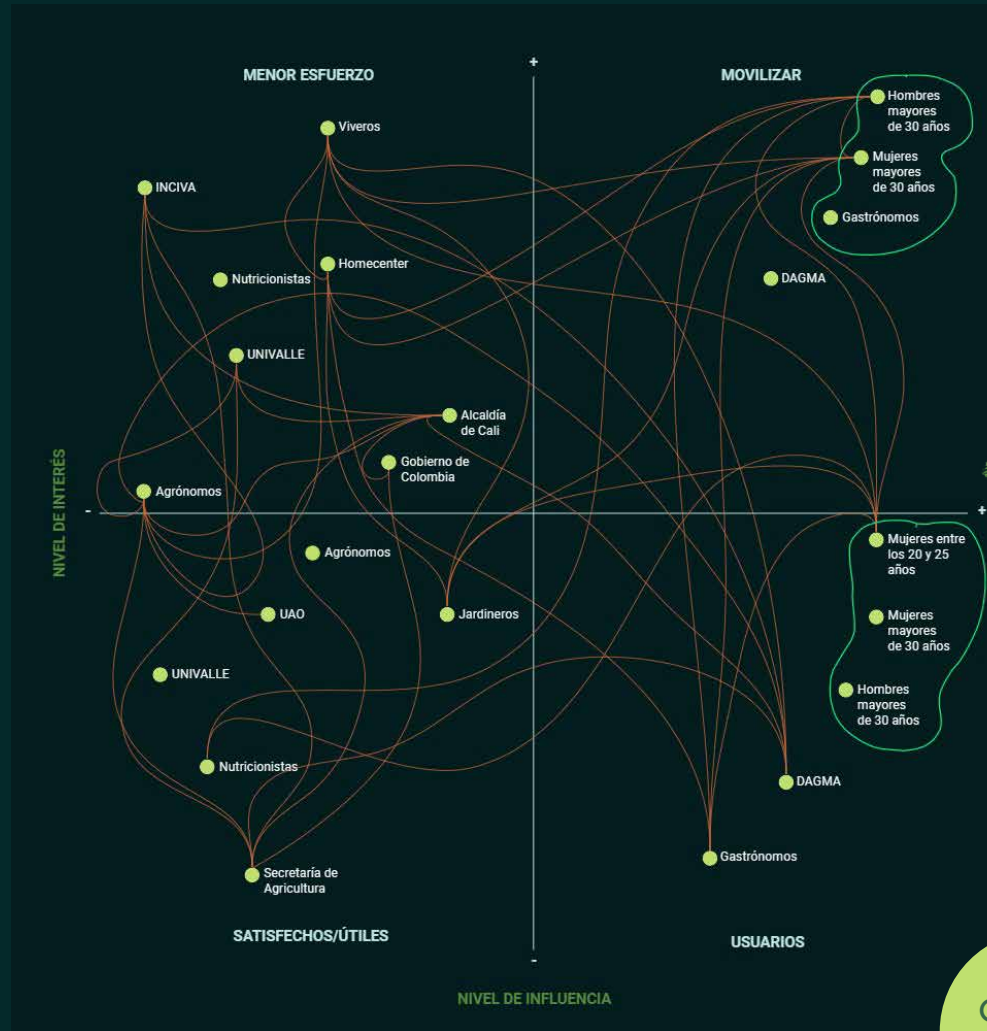 +
MENOR ESFUERZO
MOVILIZAR
Hombres
mayores
de 30 años
Viveros
Mujeres
mayores
de 30 años
INCIVA
Gastrónomos
Homecenter
Nutricionistas
DAGMA
UNIVALLE
Alcaldía
de Cali
Gobierno de
Colombia
Agrónomos
NIVEL DE INTERÉS
-
+
Mujeres entre
los 20 y 25
años
Agrónomos
UAO
Jardineros
Mujeres
mayores
de 30 años
UNIVALLE
Hombres
mayores
de 30 años
Nutricionistas
DAGMA
Gastrónomos
Secretaría de
Agricultura
SATISFECHOS/ÚTILES
USUARIOS
-
NIVEL DE INFLUENCIA